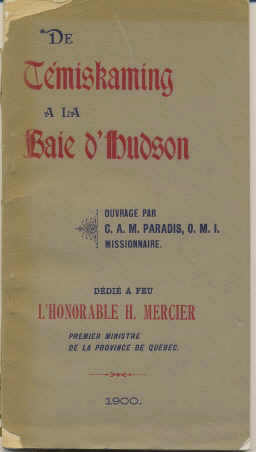 De
Témiskaming
A LA
Baie d'Hudson
OUVRAGE PAR
C. A. M. PARADIS, O. M. I.
MISSIONNAIRE.
DÉDIÉ A FEU
L'HONORABLE H. MERCIER
PREMIER MINISTRE
DE LA PROVINCE DE QUEBEC.
1900.